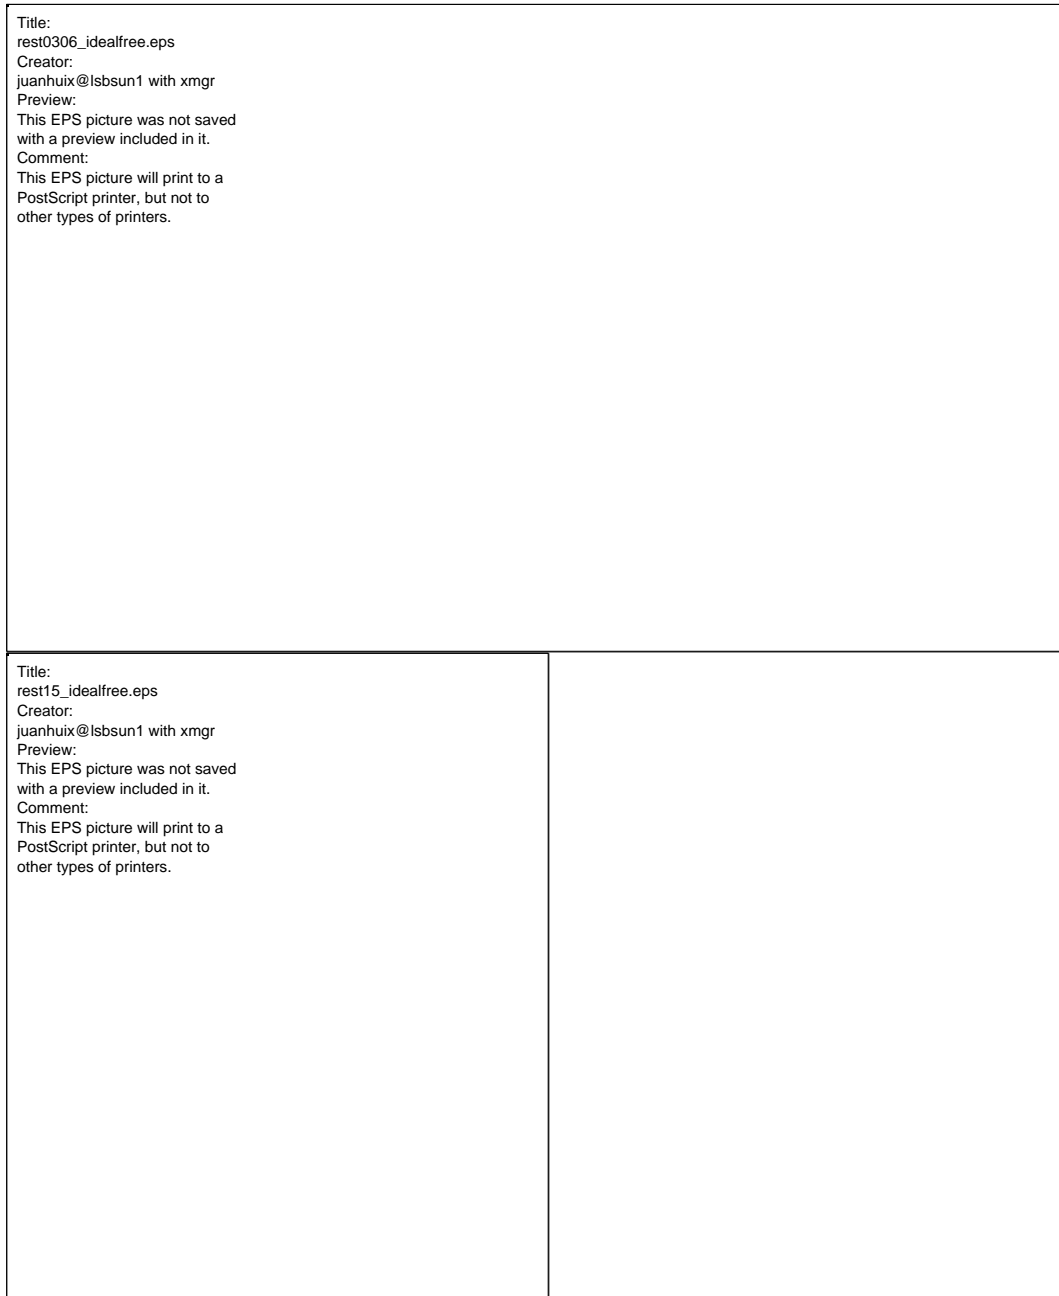 Title:
rest0306_idealfree.eps
Creator:
juanhuix@lsbsun1 with xmgr
Preview:
This EPS picture was not saved
with a preview included in it.
Comment:
This EPS picture will print to a
PostScript printer, but not to
other types of printers.
Title:
rest15_idealfree.eps
Creator:
juanhuix@lsbsun1 with xmgr
Preview:
This EPS picture was not saved
with a preview included in it.
Comment:
This EPS picture will print to a
PostScript printer, but not to
other types of printers.